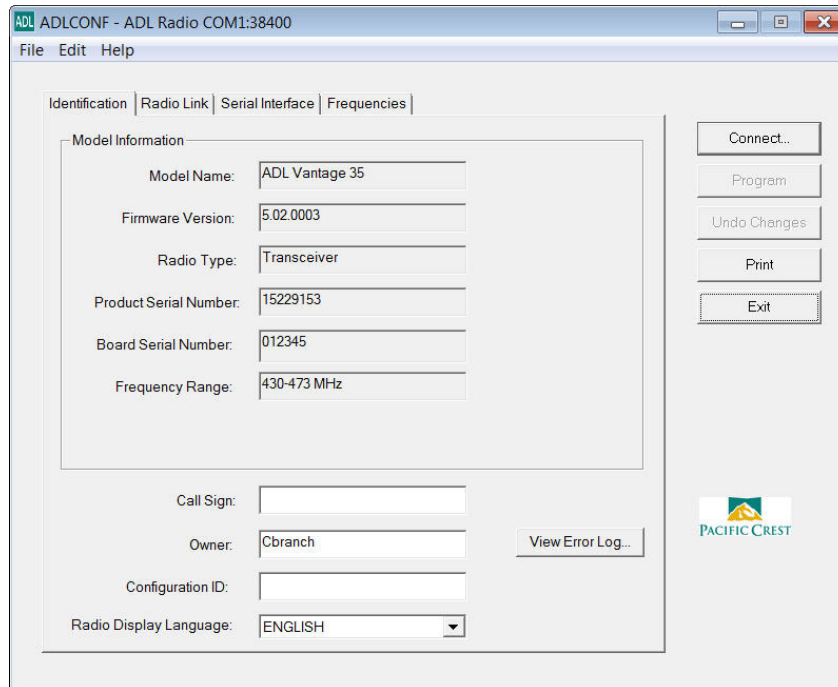 ADL ADLCONF - ADL Radio COM1:38400
File Edit Help
Identification Radio Link Serial Interface Frequencies
Model Information
Model Name: ADL Vantage 35
Firmware Version: 5.02.0003
Radio Type: Transceiver
Product Serial Number: 15229153
Board Serial Number: 012345
Frequency Range: 430-473 MHz
Call Sign:
Owner: Cbranch
View Error Log...
Configuration ID:
Radio Display Language: ENGLISH
Connect...
Program
Undo Changes
Print
Exit
PACIFIC CREST